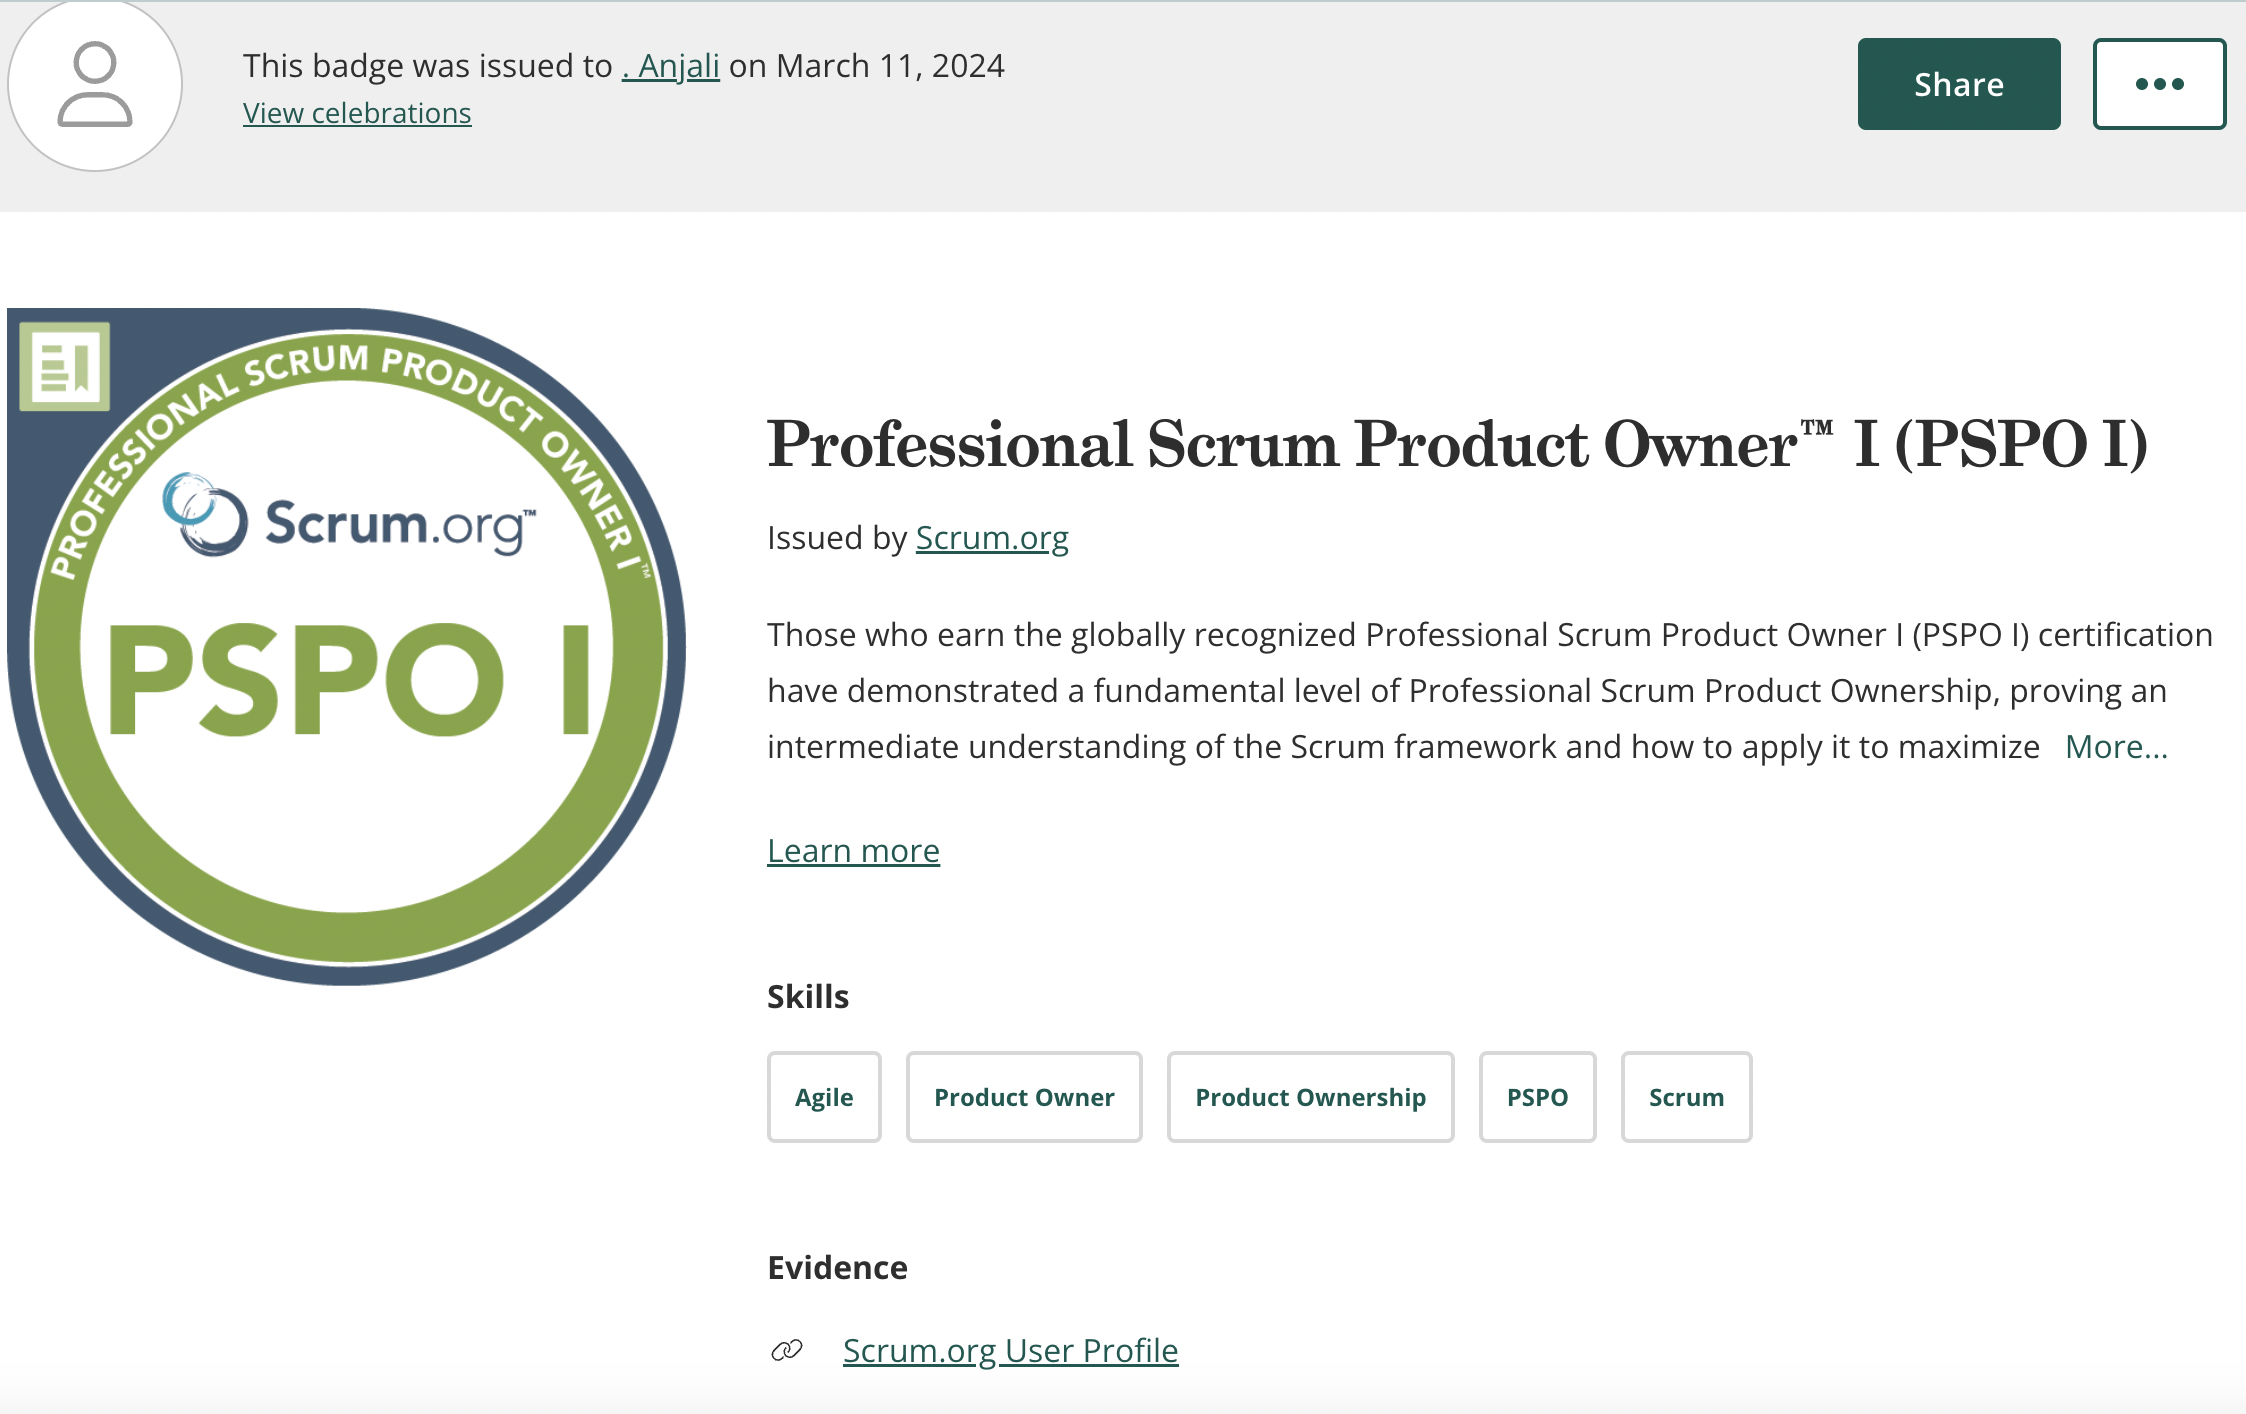 This badge was issued to . Anjali on March 11, 2024
View celebrations
Share
PROFESSIONAL SCRUM PRODUCT OWNER I™
Scrum.org™
PSPO I
Professional Scrum Product Owner™ I (PSPO I)
Issued by Scrum.org
Those who earn the globally recognized Professional Scrum Product Owner I (PSPO I) certification
have demonstrated a fundamental level of Professional Scrum Product Ownership, proving an
intermediate understanding of the Scrum framework and how to apply it to maximize More...
Learn more
Skills
Agile
Product Owner
Product Ownership
PSPO
Scrum
Evidence
Scrum.org User Profile